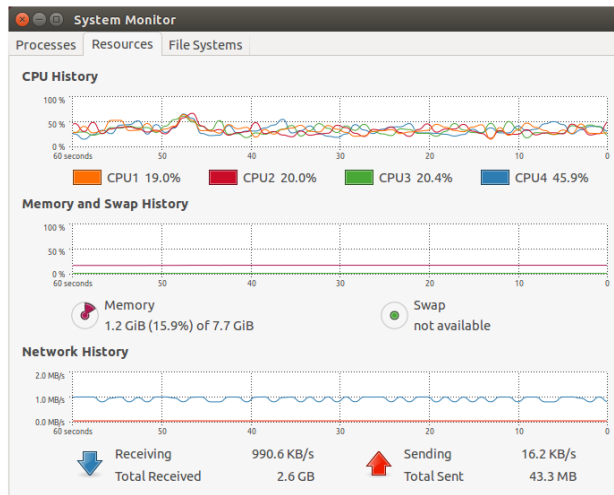 System Monitor
Processes Resources File Systems
CPU History
100 %
50 %
0 %
60 seconds 50 40 30 20 10 0
CPU1 19.0% CPU2 20.0% CPU3 20.4% CPU4 45.9%
Memory and Swap History
100 %
50 %
0 %
60 seconds 50 40 30 20 10 0
Memory Swap
1.2 GiB (15.9%) of 7.7 GiB not available
Network History
2.0 MB/s
1.0 MB/s
0.0 MB/s
60 seconds 50 40 30 20 10 0
Receiving 990.6 KB/s Sending 16.2 KB/s
Total Received 2.6 GB Total Sent 43.3 MB